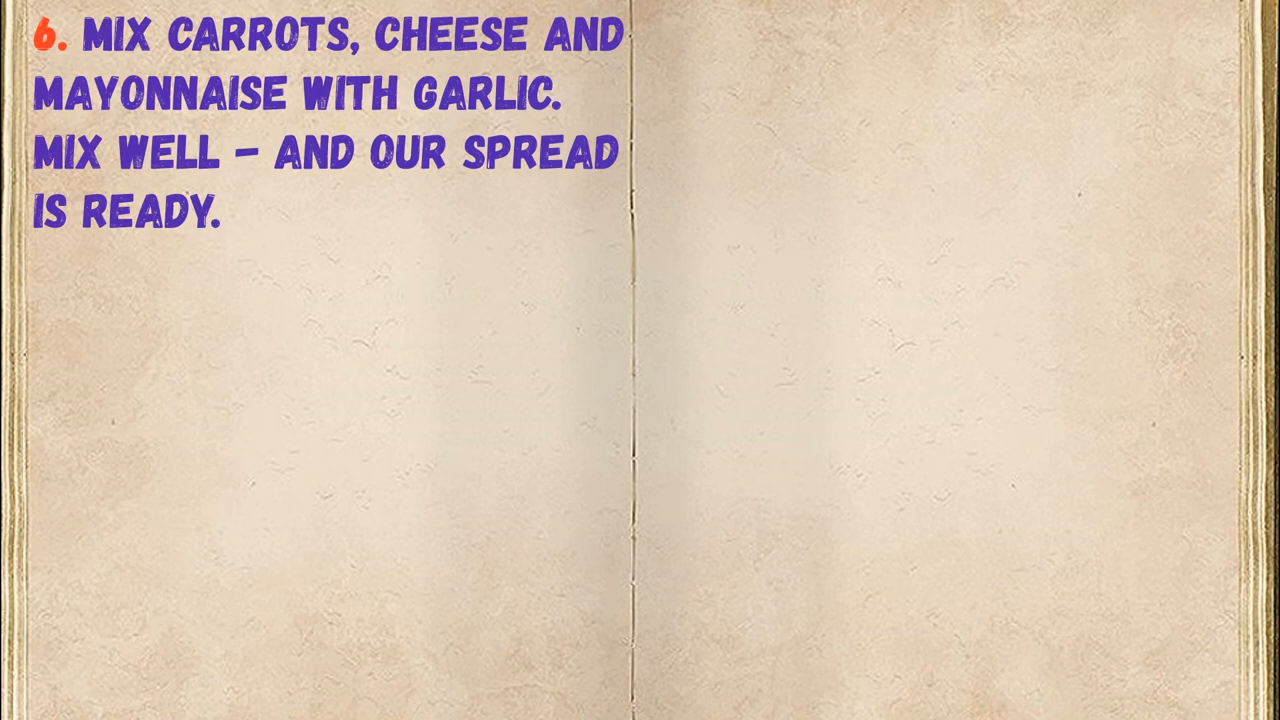 6. MIX CARROTS, CHEESE AND
MAYONNAISE WITH GARLIC.
MIX WELL – AND OUR SPREAD
IS READY.